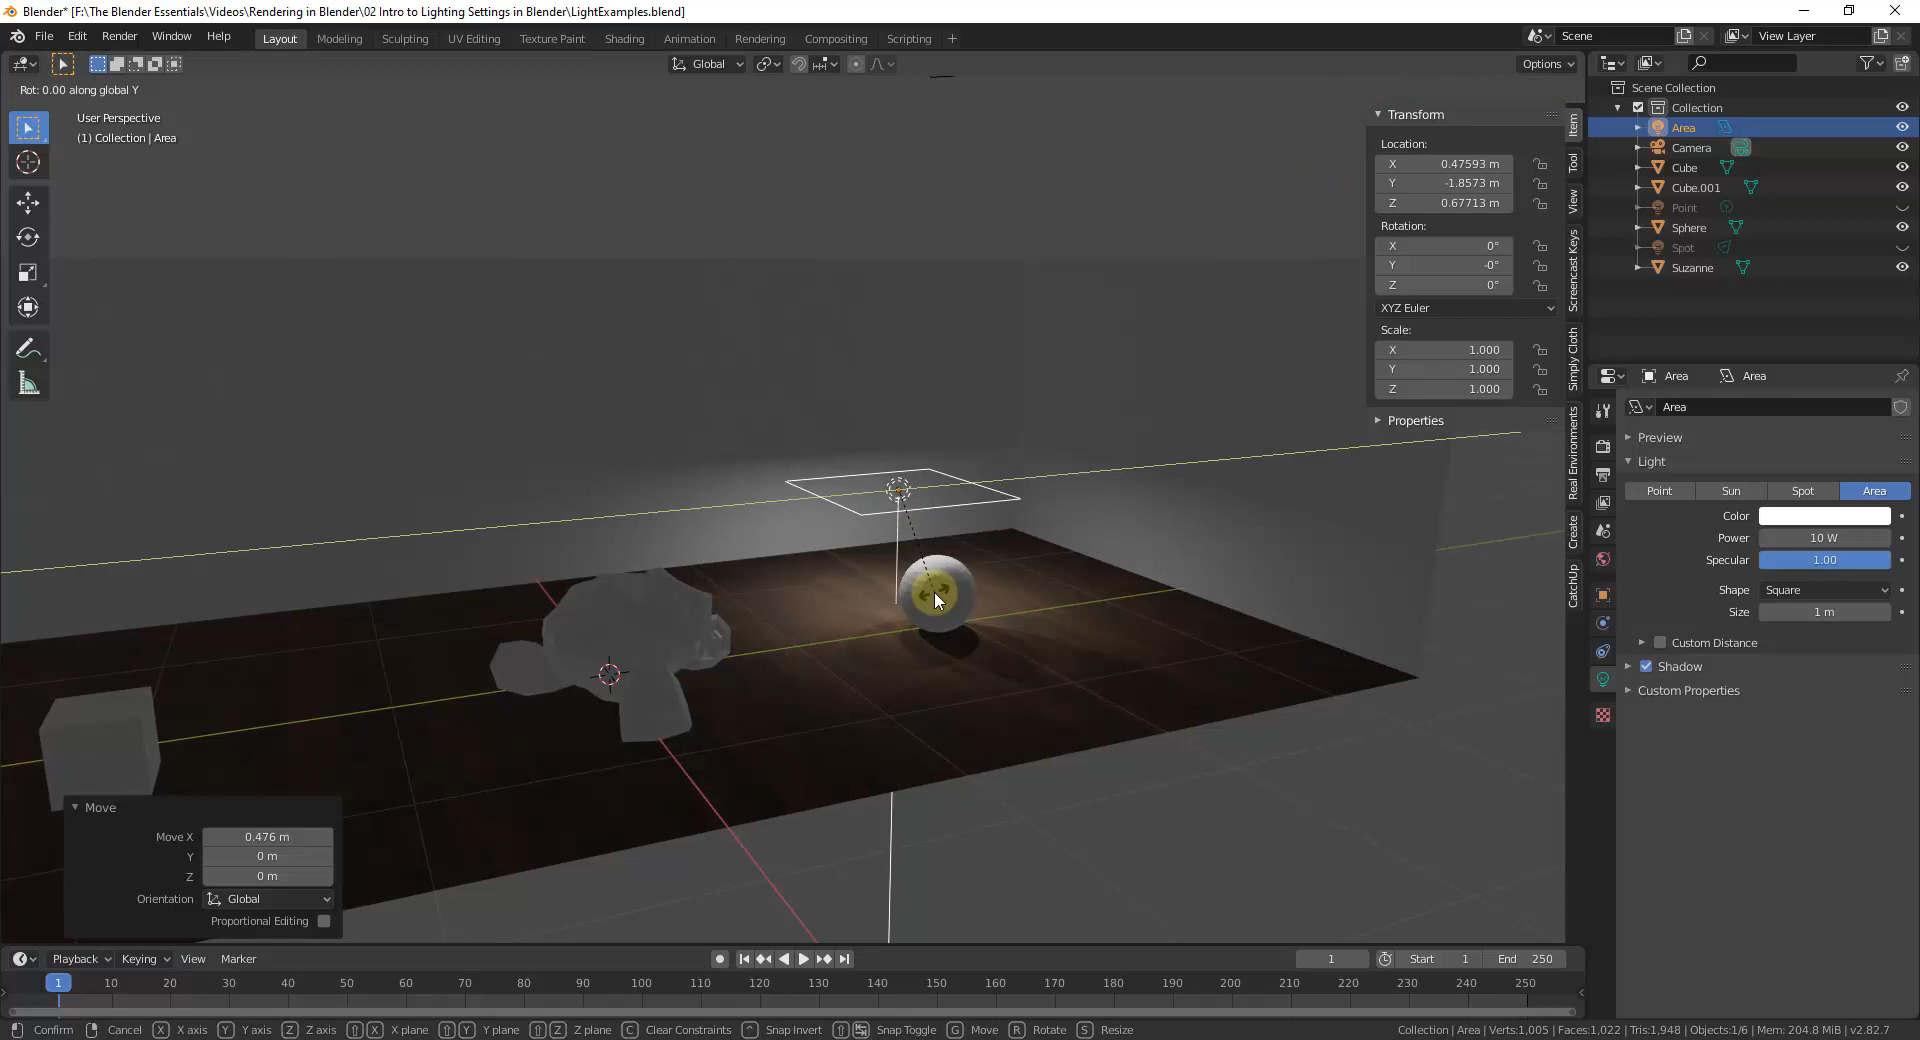 Blender* [F:\The Blender Essentials\Videos\Rendering in Blender\02 Intro to Lighting Settings in Blender\LightExamples.blend]
File Edit Render Window Help Layout Modeling Sculpting UV Editing Texture Paint Shading Animation Rendering Compositing Scripting + Scene View Layer
Global Options
Rot: 0.00 along global Y
User Perspective
(1) Collection | Area
Transform
Location:
X 0.47593 m
Y -1.8573 m
Z 0.67713 m
Rotation:
X 0°
Y -0°
Z 0°
XYZ Euler
Scale:
X 1.000
Y 1.000
Z 1.000
Properties
Item
Tool
View
Screencast Keys
Simply Cloth
Real Environments
Create
CatchUp
Scene Collection
Collection
Area
Camera
Cube
Cube.001
Point
Sphere
Spot
Suzanne
Area Area
Area
Preview
Light
Point Sun Spot Area
Color
Power 10 W
Specular 1.00
Shape Square
Size 1 m
Custom Distance
Shadow
Custom Properties
Move
Move X 0.476 m
Y 0 m
Z 0 m
Orientation Global
Proportional Editing
Playback Keying View Marker 1 Start 1 End 250
1 10 20 30 40 50 60 70 80 90 100 110 120 130 140 150 160 170 180 190 200 210 220 230 240 250
Confirm Cancel X X axis Y Y axis Z Z axis X X plane Y Y plane Z Z plane C Clear Constraints ^ Snap Invert Snap Toggle G Move R Rotate S Resize Collection | Area | Verts:1,005 | Faces:1,022 | Tris:1,948 | Objects:1/6 | Mem: 204.8 MiB | v2.82.7